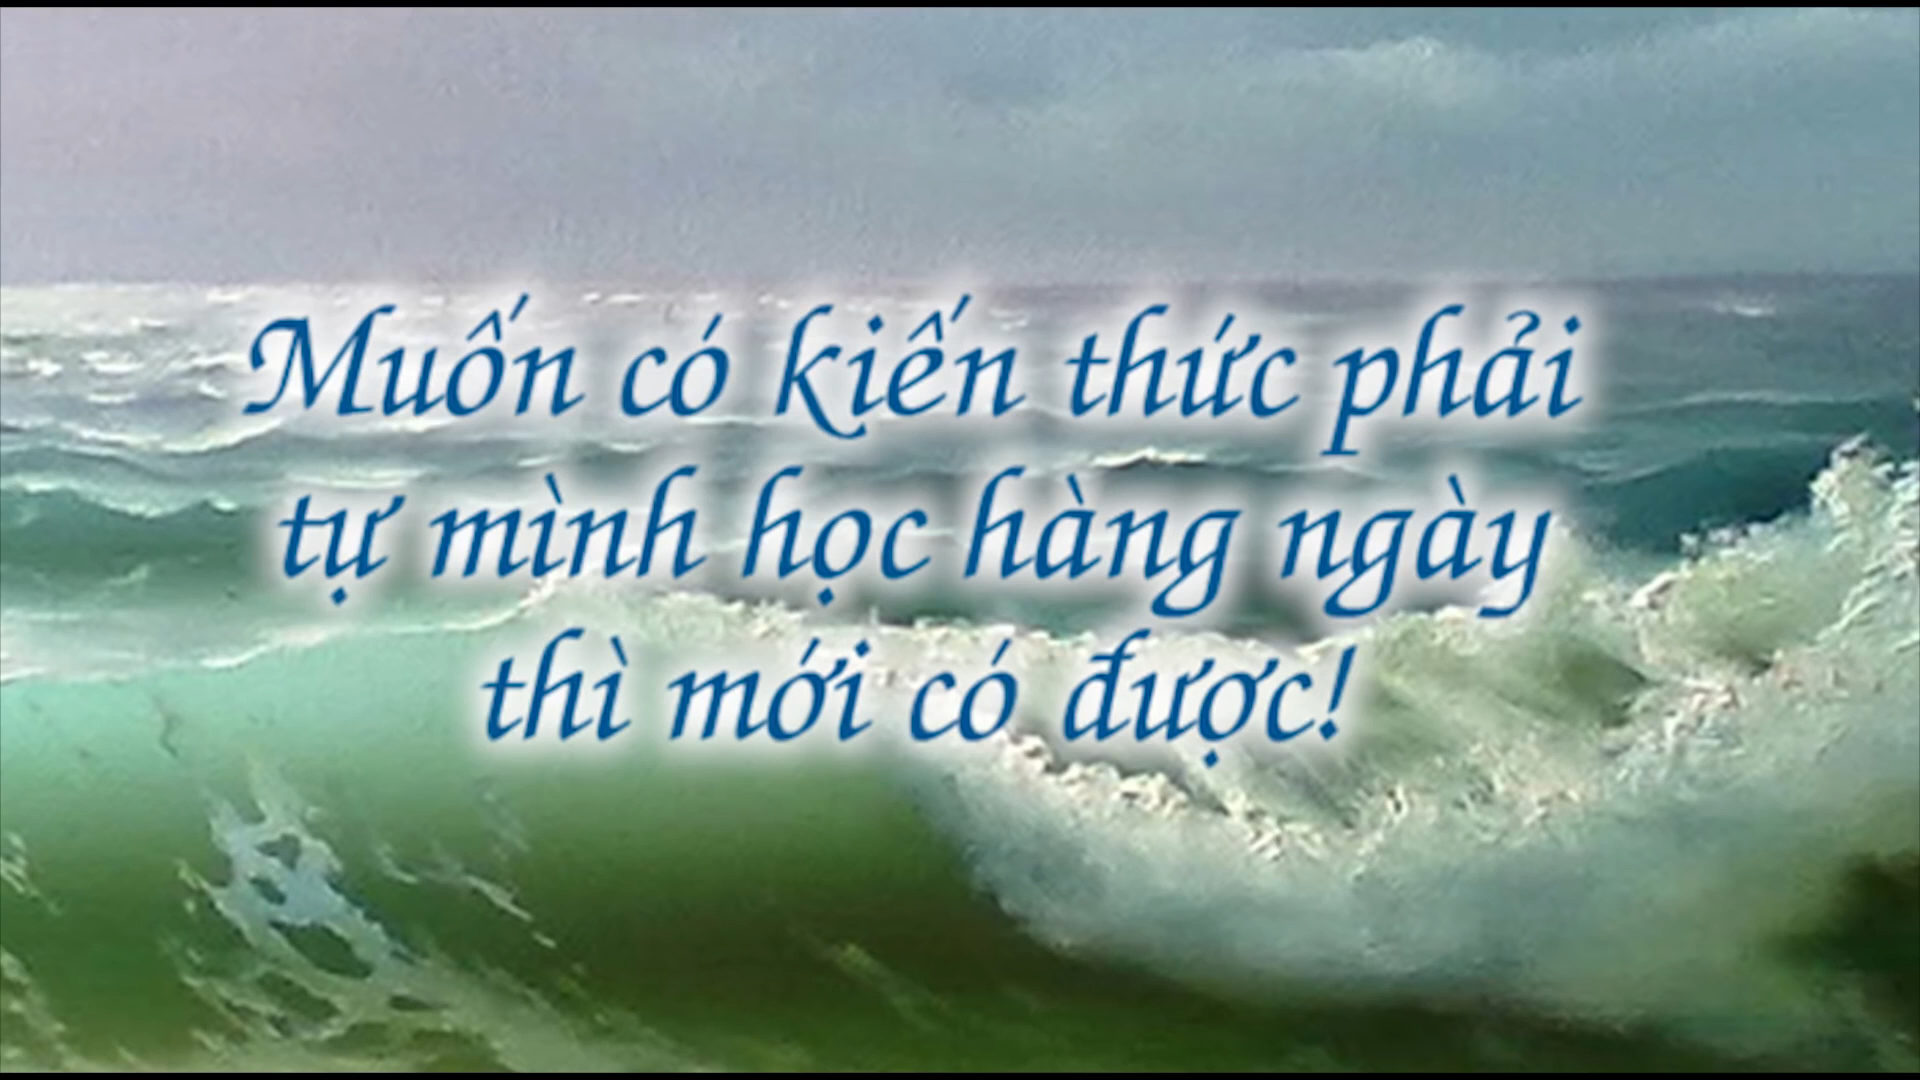 Muốn có kiến thức phải
tự mình học hàng ngày
thì mới có được!